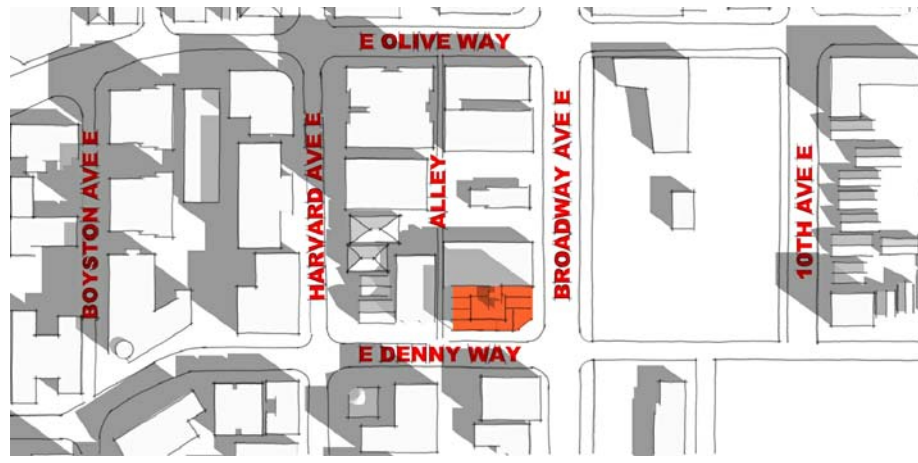 E OLIVE WAY
BOYSTON AVE E
HARVARD AVE E
ALLEY
BROADWAY AVE E
10TH AVE E
E DENNY WAY